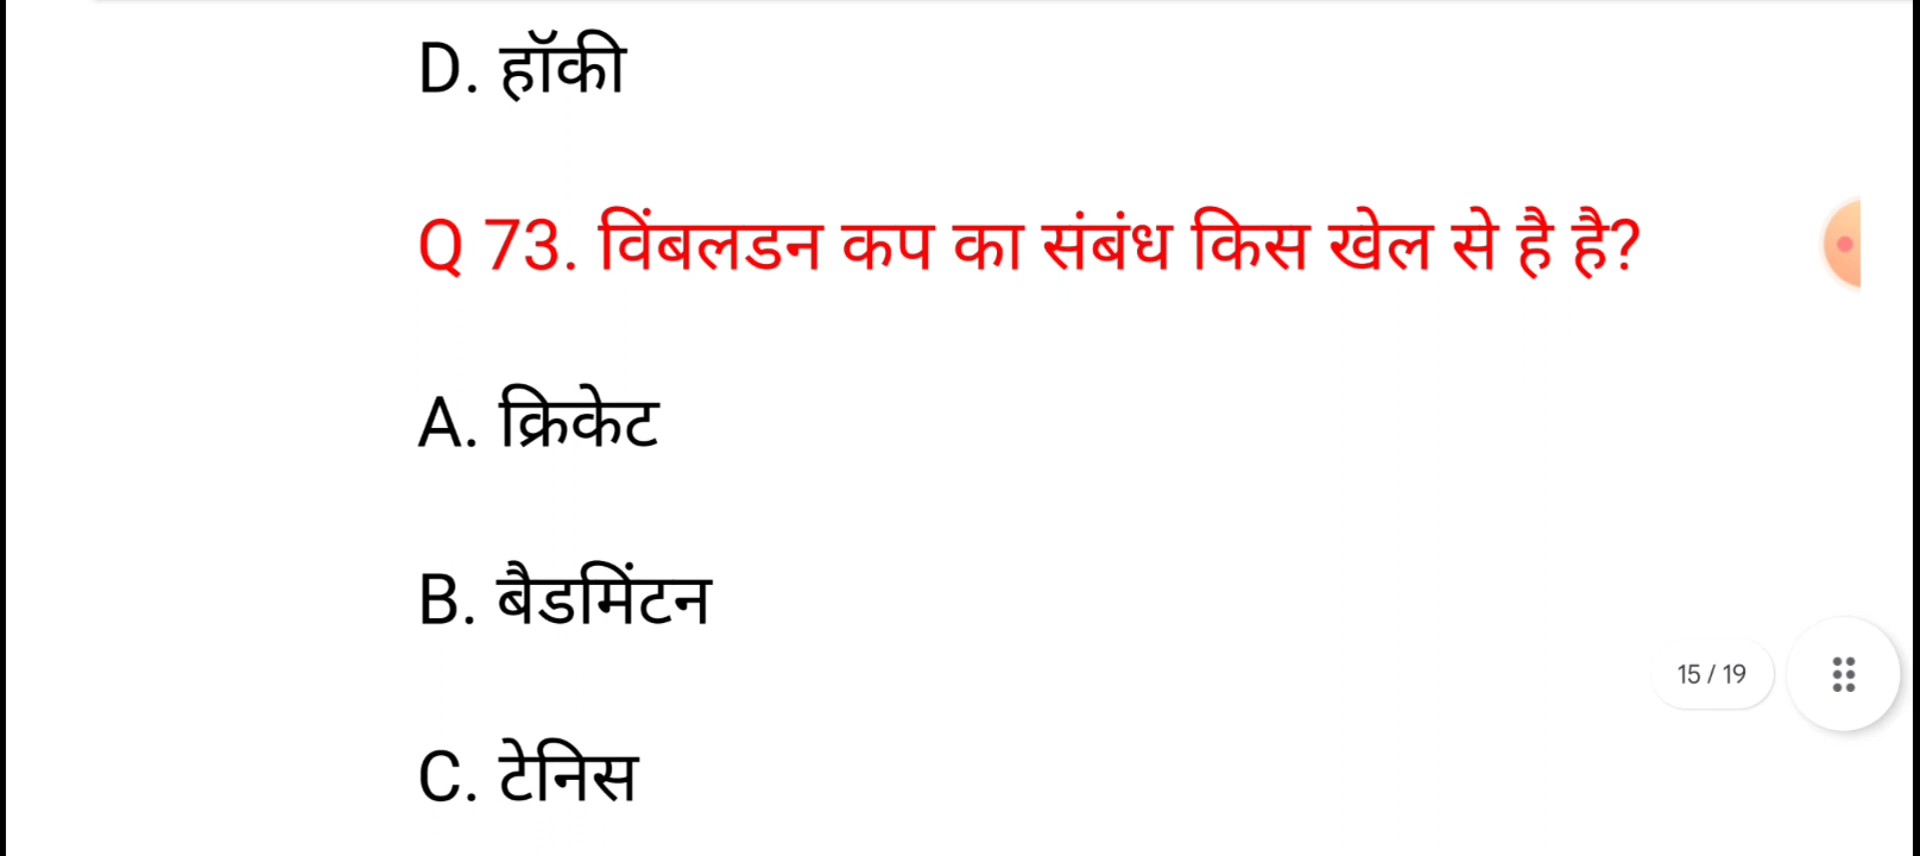 D. हॉकी
Q 73. विंबलडन कप का संबंध किस खेल से है है?
A. क्रिकेट
B. बैडमिंटन
15 / 19
C. टेनिस